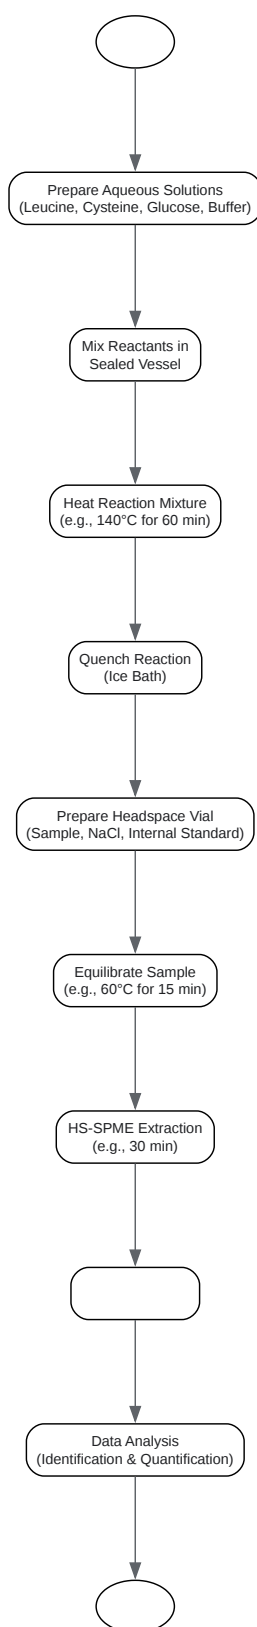 Prepare Aqueous Solutions
(Leucine, Cysteine, Glucose, Buffer)
Mix Reactants in
Sealed Vessel
Heat Reaction Mixture
(e.g., 140°C for 60 min)
Quench Reaction
(Ice Bath)
Prepare Headspace Vial
(Sample, NaCl, Internal Standard)
Equilibrate Sample
(e.g., 60°C for 15 min)
HS-SPME Extraction
(e.g., 30 min)
Data Analysis
(Identification & Quantification)